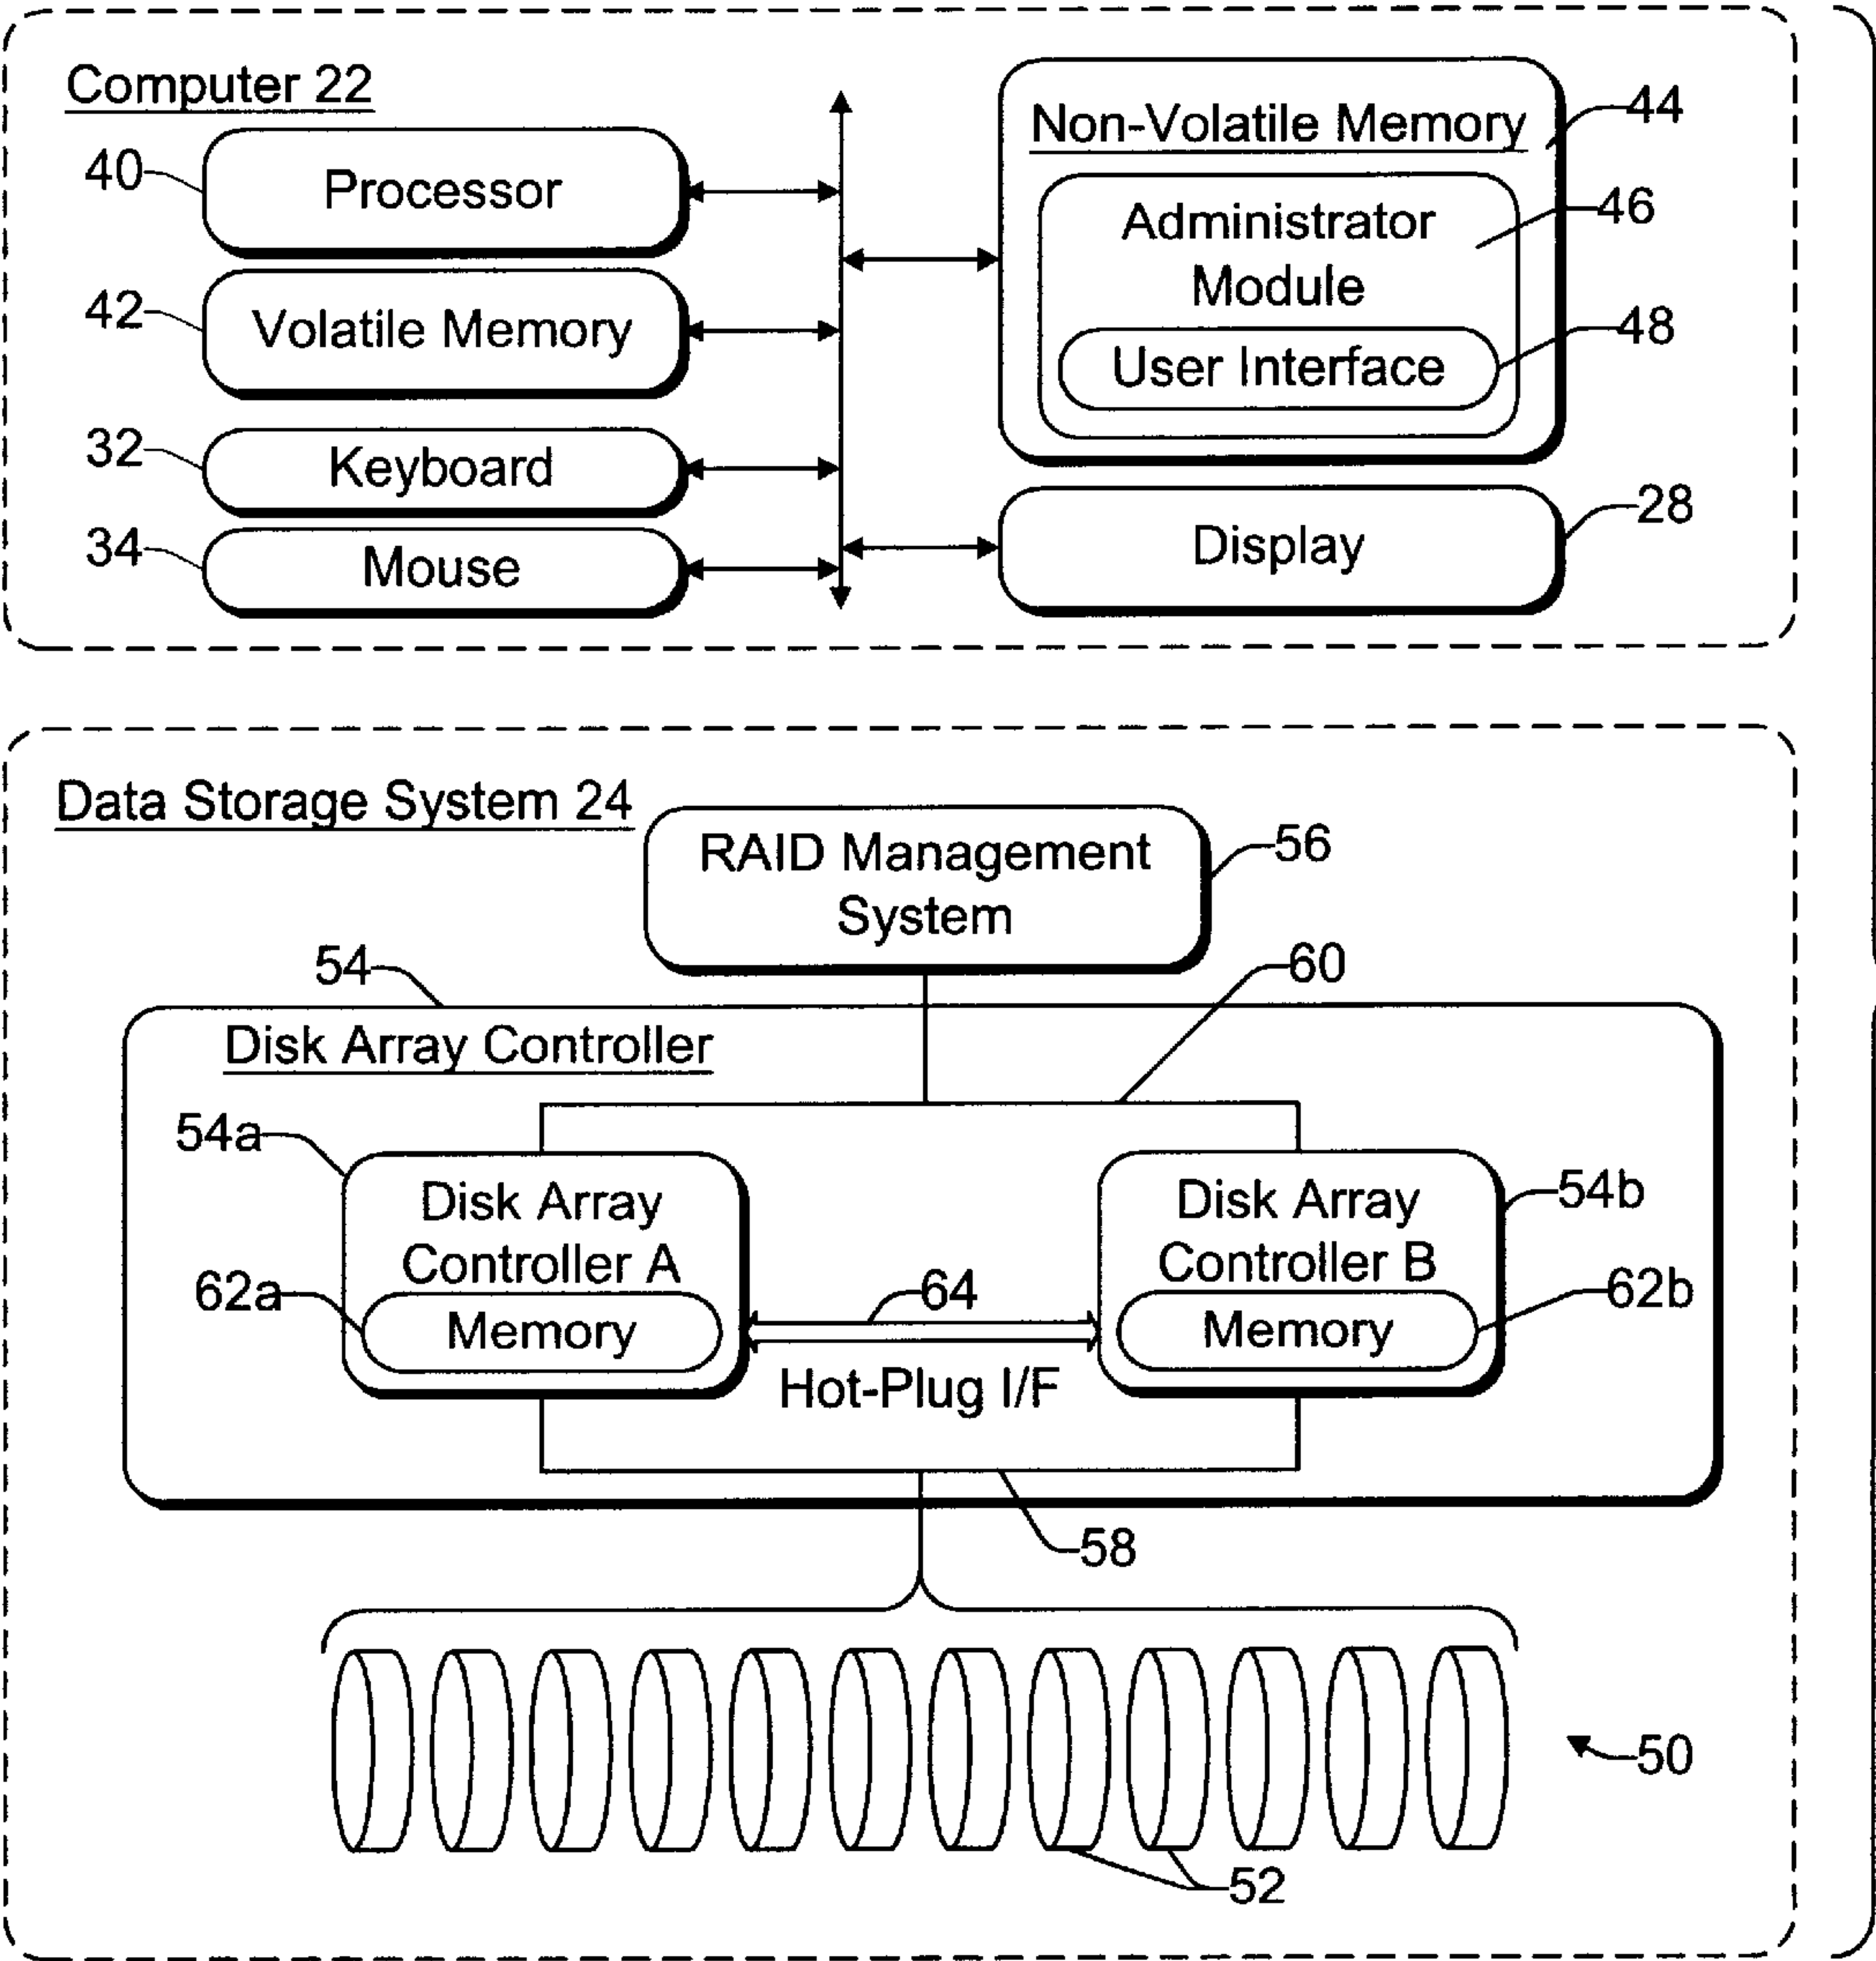 Computer 22
40
Processor
42
Volatile Memory
32
Keyboard
34
Mouse
Non-Volatile Memory
44
Administrator
Module
46
User Interface
48
Display
28
Data Storage System 24
RAID Management
System
56
54
60
Disk Array Controller
54a
Disk Array
Controller A
62a
Memory
64
Hot-Plug I/F
Disk Array
Controller B
54b
Memory
62b
58
50
52